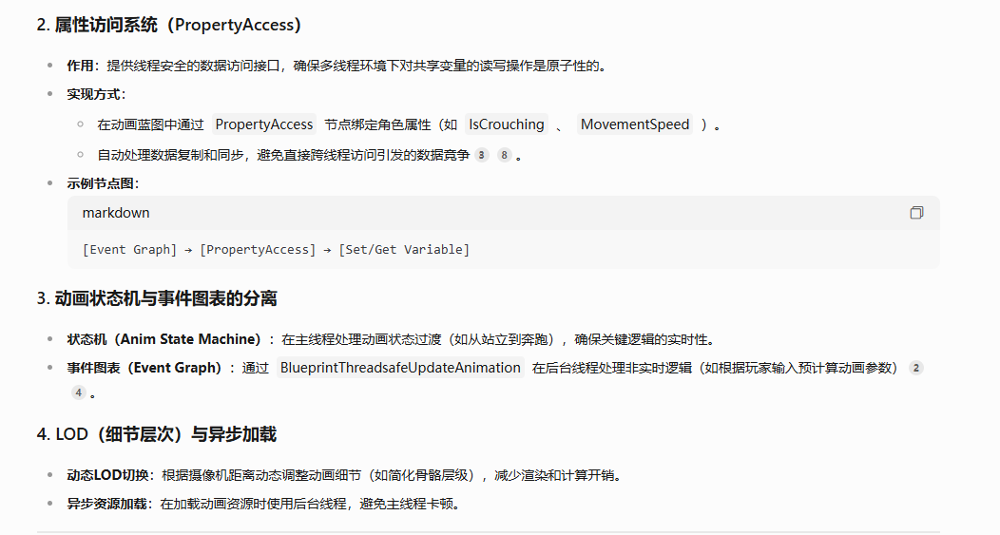 2. 属性访问系统（PropertyAccess）
作用：提供线程安全的数据访问接口，确保多线程环境下对共享变量的读写操作是原子性的。
实现方式：
在动画蓝图中通过 PropertyAccess 节点绑定角色属性（如 IsCrouching 、 MovementSpeed ）。
自动处理数据复制和同步，避免直接跨线程访问引发的数据竞争 3 8 。
示例节点图：
markdown
[Event Graph] → [PropertyAccess] → [Set/Get Variable]
3. 动画状态机与事件图表的分离
状态机（Anim State Machine）：在主线程处理动画状态过渡（如从站立到奔跑），确保关键逻辑的实时性。
事件图表（Event Graph）：通过 BlueprintThreadsafeUpdateAnimation 在后台线程处理非实时逻辑（如根据玩家输入预计算动画参数） 2
4 。
4. LOD（细节层次）与异步加载
动态LOD切换：根据摄像机距离动态调整动画细节（如简化骨骼层级），减少渲染和计算开销。
异步资源加载：在加载动画资源时使用后台线程，避免主线程卡顿。